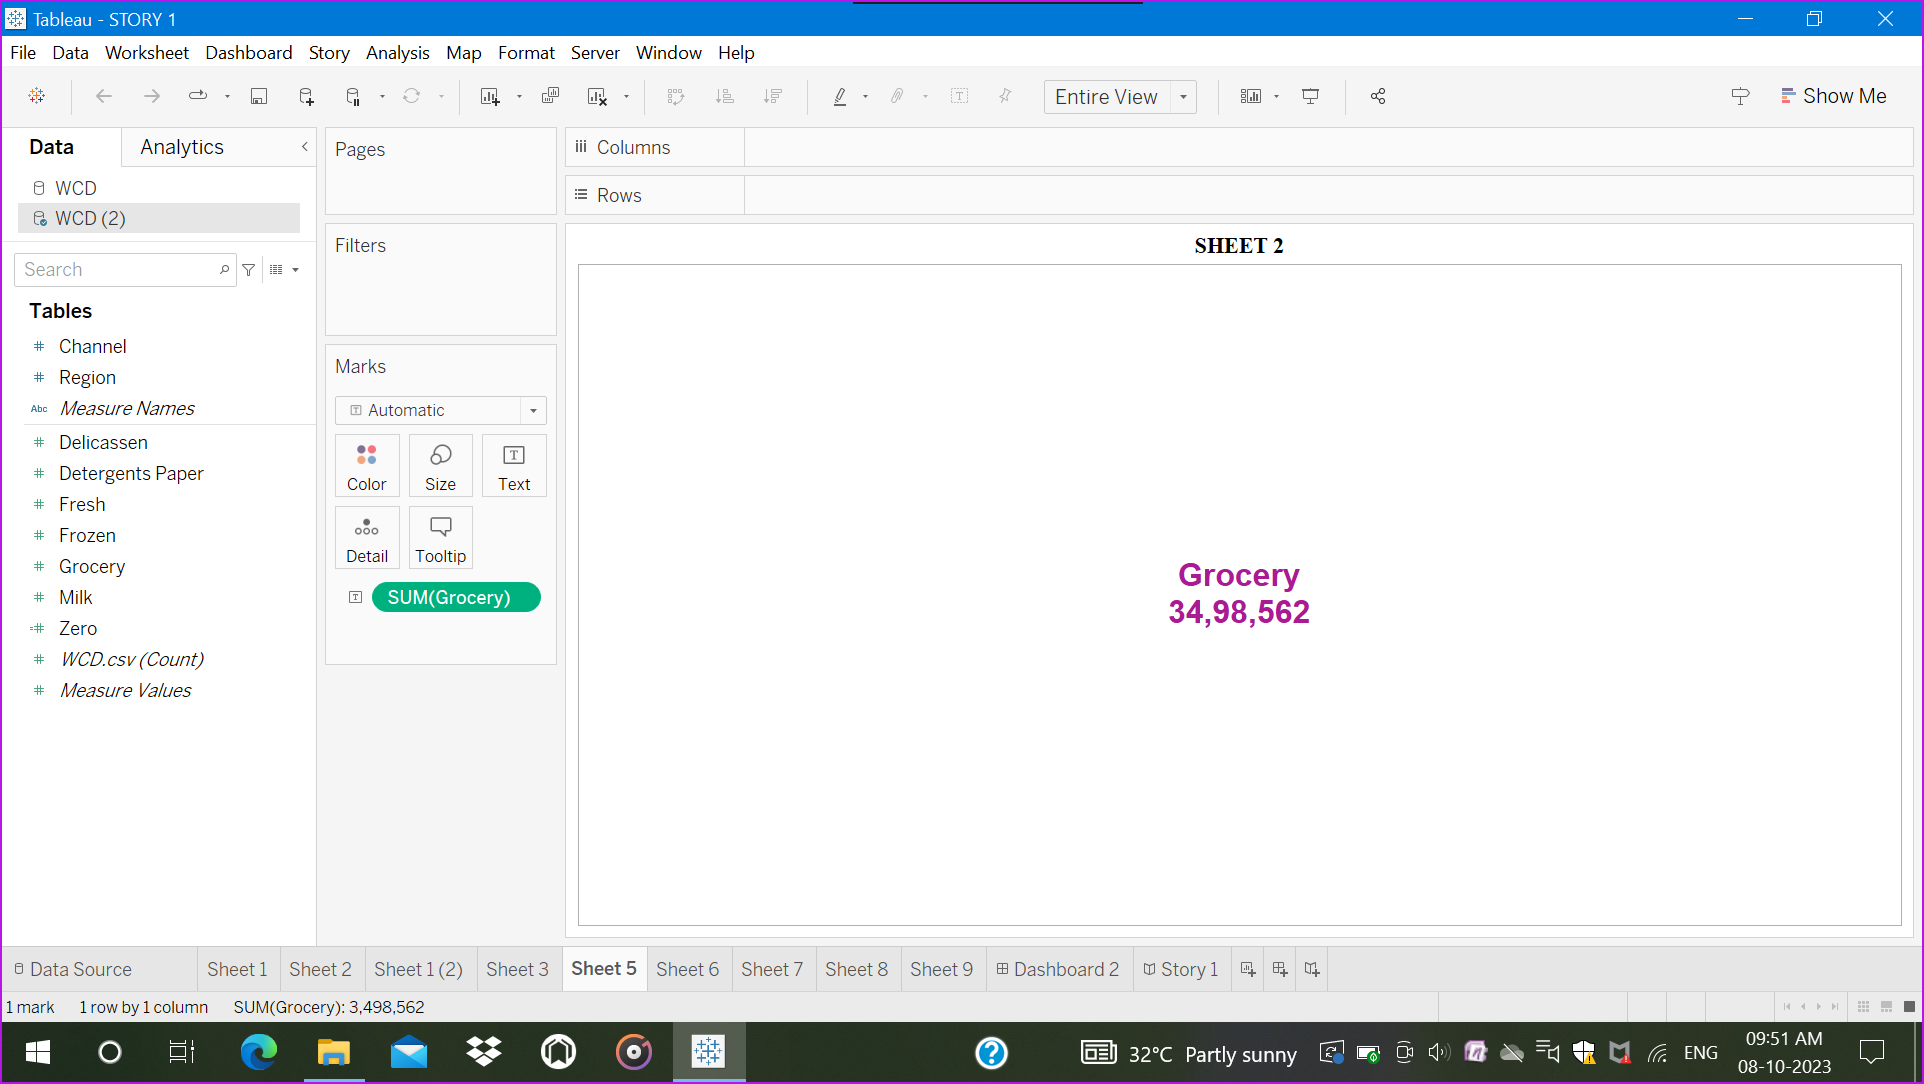 Tableau - STORY 1
File Data Worksheet Dashboard Story Analysis Map Format Server Window Help
Entire View
Show Me
Data Analytics
WCD
WCD (2)
Search
Tables
Channel
Region
Abc Measure Names
Delicassen
Detergents Paper
Fresh
Frozen
Grocery
Milk
Zero
WCD.csv (Count)
Measure Values
Pages
Filters
Marks
Automatic
Color Size Text
Detail Tooltip
SUM(Grocery)
Columns
Rows
SHEET 2
Grocery
34,98,562
Data Source Sheet 1 Sheet 2 Sheet 1 (2) Sheet 3 Sheet 5 Sheet 6 Sheet 7 Sheet 8 Sheet 9 Dashboard 2 Story 1
1 mark 1 row by 1 column SUM(Grocery): 3,498,562
32°C Partly sunny ENG
09:51 AM
08-10-2023